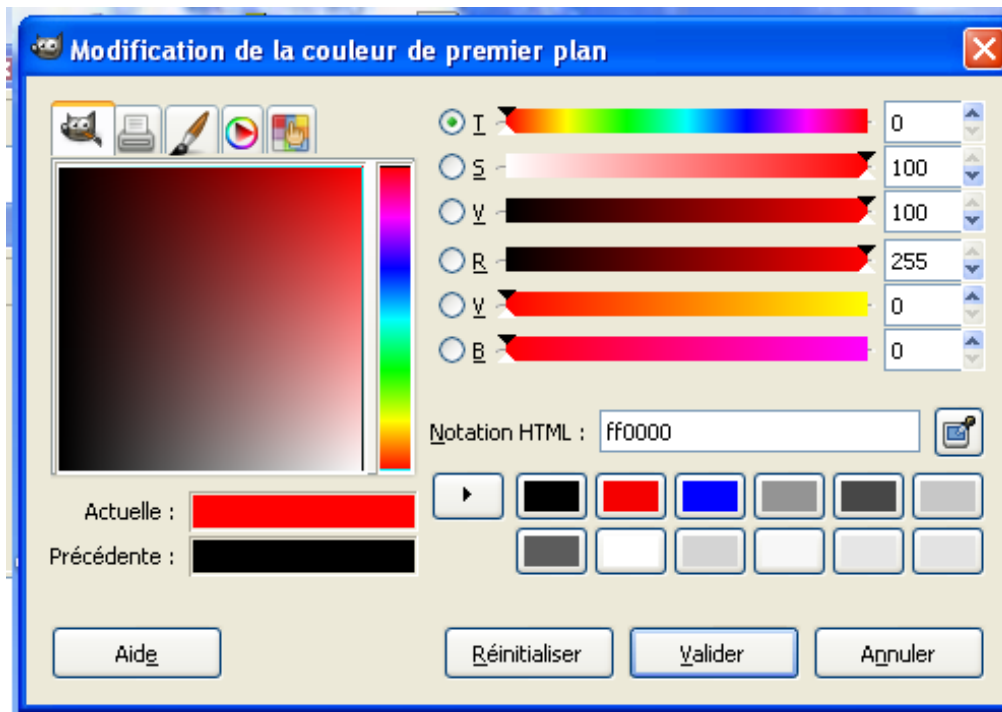 Modification de la couleur de premier plan
T 0
S 100
V 100
R 255
V 0
B 0
Notation HTML : ff0000
Actuelle :
Précédente :
Aide
Réinitialiser
Valider
Annuler